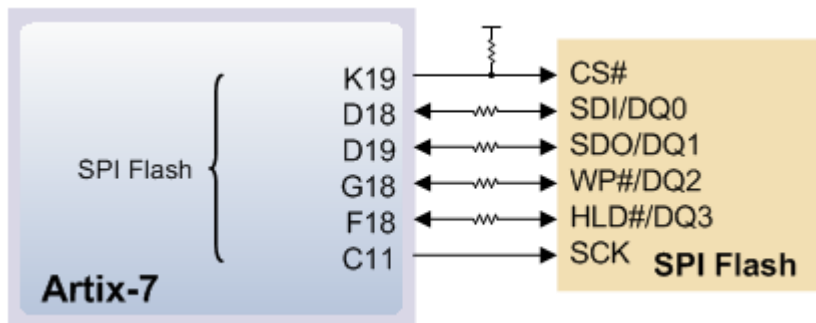 K19 CS#
D18 SDI/DQ0
D19 SDO/DQ1
SPI Flash G18 WP#/DQ2
F18 HLD#/DQ3
C11 SCK
Artix-7 SPI Flash